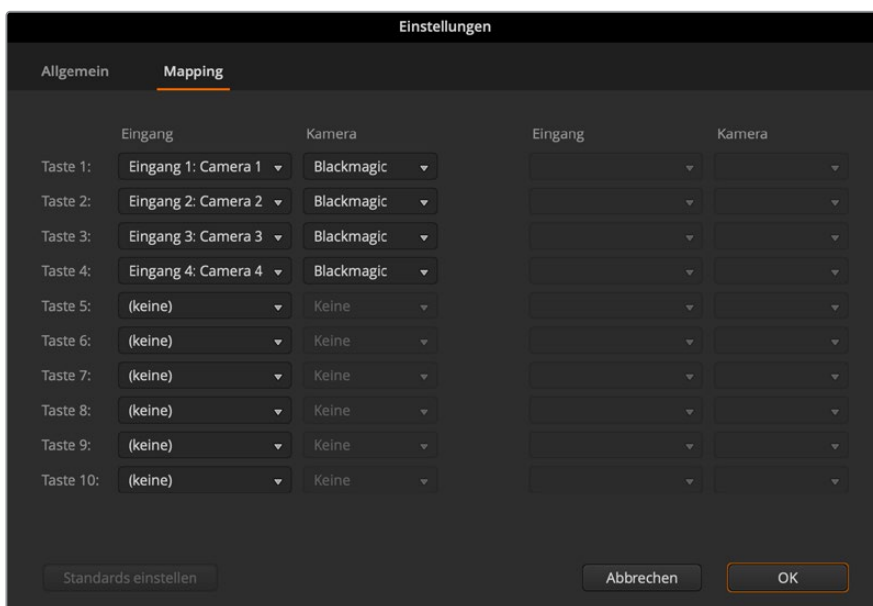 Einstellungen
Allgemein Mapping
Eingang Kamera Eingang Kamera
Taste 1: Eingang 1: Camera 1 Blackmagic
Taste 2: Eingang 2: Camera 2 Blackmagic
Taste 3: Eingang 3: Camera 3 Blackmagic
Taste 4: Eingang 4: Camera 4 Blackmagic
Taste 5: (keine) Keine
Taste 6: (keine) Keine
Taste 7: (keine) Keine
Taste 8: (keine) Keine
Taste 9: (keine) Keine
Taste 10: (keine) Keine
Standards einstellen Abbrechen OK